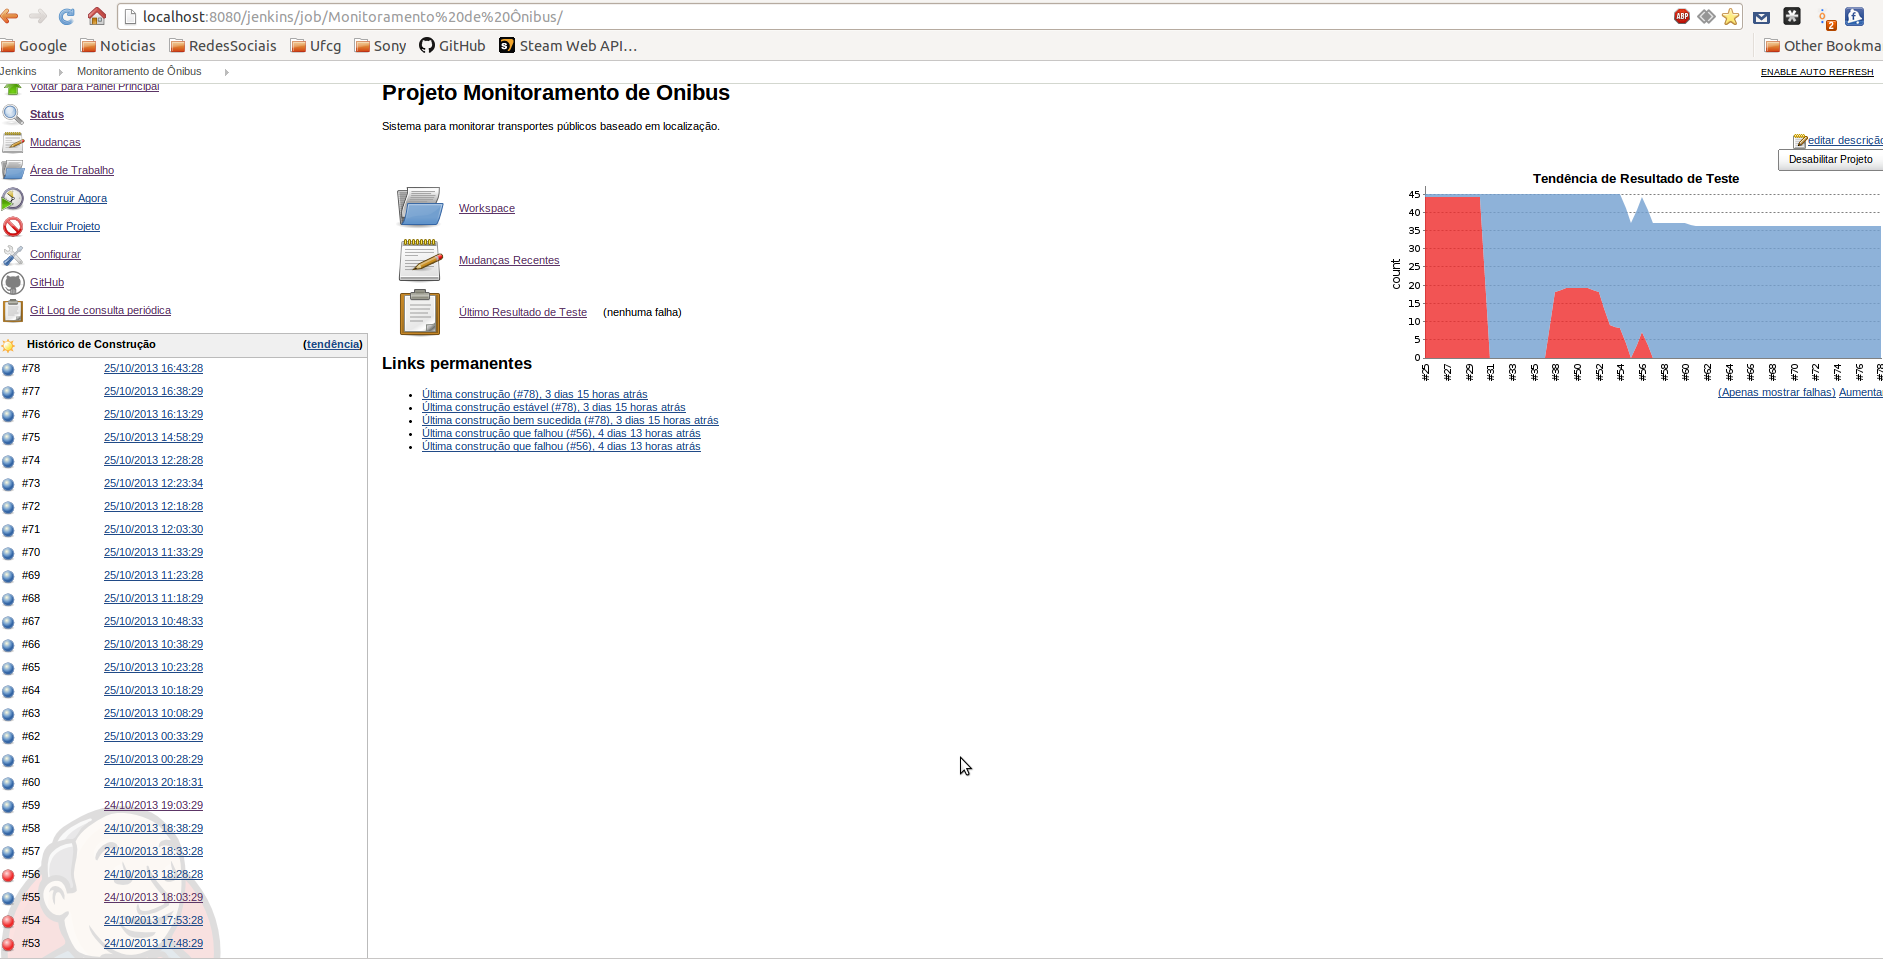 localhost:8080/jenkins/job/Monitoramento%20de%20Ônibus/
ABP
2
Google Noticias RedesSociais Ufcg Sony GitHub Steam Web API... Other Bookma
Jenkins Monitoramento de Ônibus ENABLE AUTO REFRESH
Voltar para Painel Principal
Status
Mudanças
Área de Trabalho
Construir Agora
Excluir Projeto
Configurar
GitHub
Git Log de consulta periódica
Histórico de Construção (tendência)
#78 25/10/2013 16:43:28
#77 25/10/2013 16:38:29
#76 25/10/2013 16:13:29
#75 25/10/2013 14:58:29
#74 25/10/2013 12:28:28
#73 25/10/2013 12:23:34
#72 25/10/2013 12:18:28
#71 25/10/2013 12:03:30
#70 25/10/2013 11:33:29
#69 25/10/2013 11:23:28
#68 25/10/2013 11:18:29
#67 25/10/2013 10:48:33
#66 25/10/2013 10:38:29
#65 25/10/2013 10:23:28
#64 25/10/2013 10:18:29
#63 25/10/2013 10:08:29
#62 25/10/2013 00:33:29
#61 25/10/2013 00:28:29
#60 24/10/2013 20:18:31
#59 24/10/2013 19:03:29
#58 24/10/2013 18:38:29
#57 24/10/2013 18:33:28
#56 24/10/2013 18:28:28
#55 24/10/2013 18:03:29
#54 24/10/2013 17:53:28
#53 24/10/2013 17:48:29
Projeto Monitoramento de Onibus
Sistema para monitorar transportes públicos baseado em localização.
Workspace
Mudanças Recentes
Último Resultado de Teste (nenhuma falha)
Links permanentes
Última construção (#78), 3 dias 15 horas atrás
Última construção estável (#78), 3 dias 15 horas atrás
Última construção bem sucedida (#78), 3 dias 15 horas atrás
Última construção que falhou (#56), 4 dias 13 horas atrás
Última construção que falhou (#56), 4 dias 13 horas atrás
editar descrição
Desabilitar Projeto
Tendência de Resultado de Teste
45
40
35
30
25
20
15
10
5
0
count
#25 #27 #29 #31 #33 #35 #38 #50 #52 #54 #56 #58 #60 #62 #64 #66 #68 #70 #72 #74 #76 #78
(Apenas mostrar falhas) Aumenta